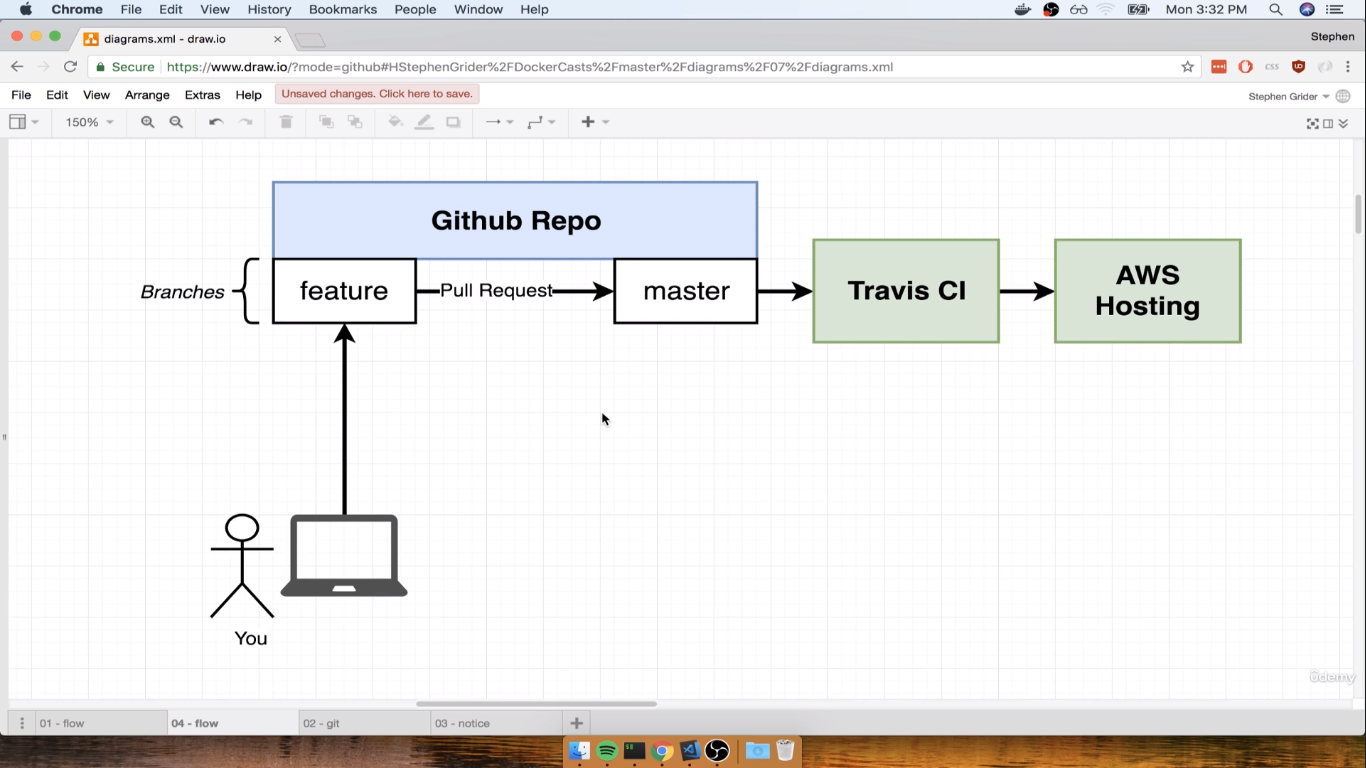 Chrome File Edit View History Bookmarks People Window Help Mon 3:32 PM
diagrams.xml - draw.io Stephen
Secure https://www.draw.io/?mode=github#HStephenGrider%2FDockerCasts%2Fmaster%2Fdiagrams%2F07%2Fdiagrams.xml css
File Edit View Arrange Extras Help Unsaved changes. Click here to save. Stephen Grider
150%
Github Repo
Branches feature Pull Request master Travis CI
AWS
Hosting
You
Udemy
01 - flow 04 - flow 02 - git 03 - notice